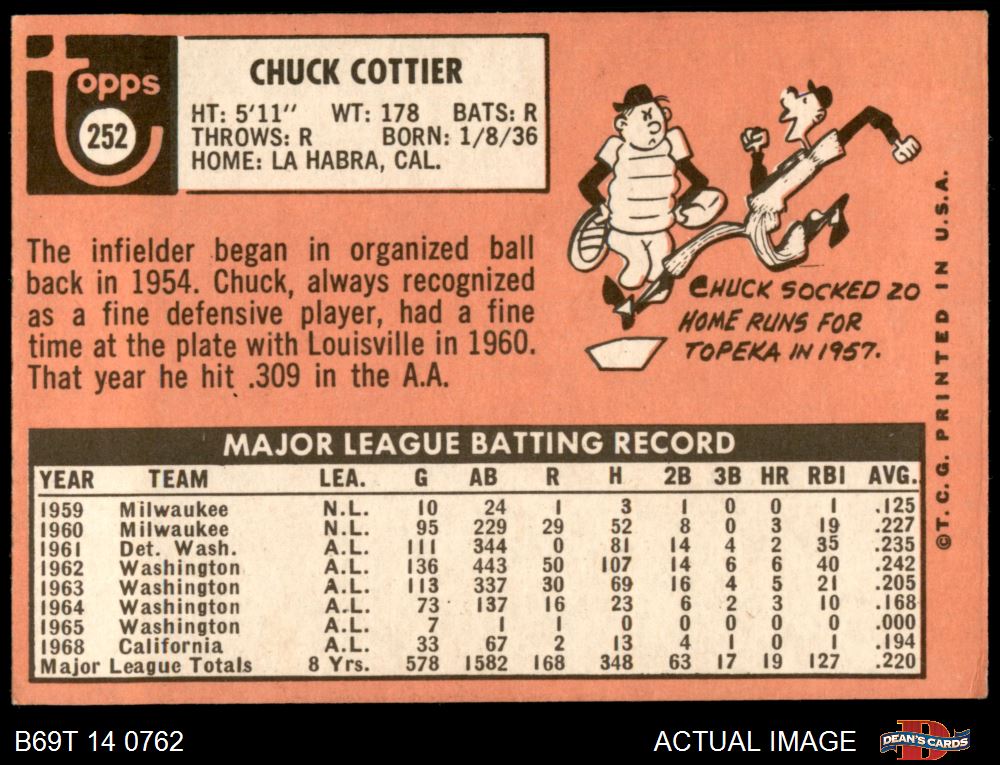 Topps
252
CHUCK COTTIER
HT: 5'11" WT: 178 BATS: R
THROWS: R BORN: 1/8/36
HOME: LA HABRA, CAL.
The infielder began in organized ball
back in 1954. Chuck, always recognized
as a fine defensive player, had a fine
time at the plate with Louisville in 1960.
That year he hit .309 in the A.A.
CHUCK SOCKED 20
HOME RUNS FOR
TOPEKA IN 1957.
©T. C. G. PRINTED IN U.S.A.
MAJOR LEAGUE BATTING RECORD
YEAR TEAM LEA. G AB R H 2B 3B HR RBI AVG.
1959 Milwaukee N.L. 10 24 1 3 1 0 0 1 .125
1960 Milwaukee N.L. 95 229 29 52 8 0 3 19 .227
1961 Det. Wash. A.L. 111 344 0 81 14 4 2 35 .235
1962 Washington A.L. 136 443 50 107 14 6 6 40 .242
1963 Washington A.L. 113 337 30 69 16 4 5 21 .205
1964 Washington A.L. 73 137 16 23 6 2 3 10 .168
1965 Washington A.L. 7 1 1 0 0 0 0 0 .000
1968 California A.L. 33 67 2 13 4 1 0 1 .194
Major League Totals 8 Yrs. 578 1582 168 348 63 17 19 127 .220
B69T 14 0762
ACTUAL IMAGE
DEAN'S CARDS